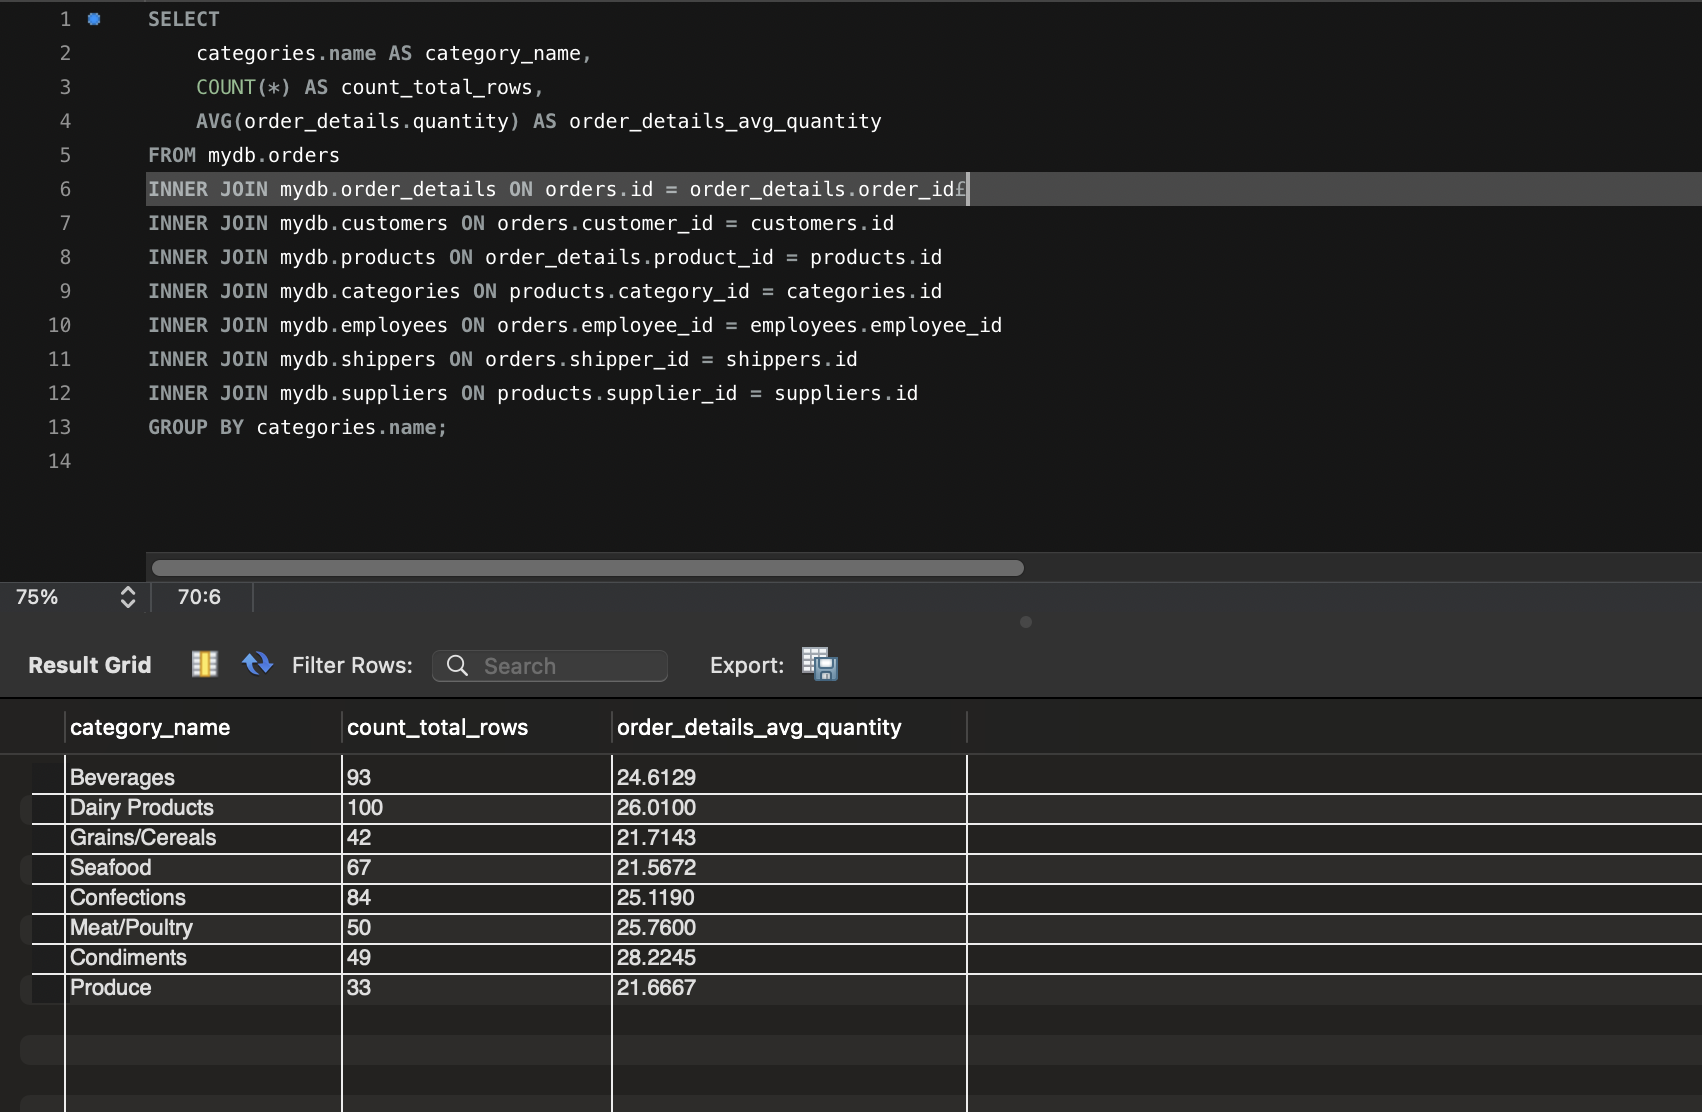 1 SELECT
2 categories.name AS category_name,
3 COUNT(*) AS count_total_rows,
4 AVG(order_details.quantity) AS order_details_avg_quantity
5 FROM mydb.orders
6 INNER JOIN mydb.order_details ON orders.id = order_details.order_id£
7 INNER JOIN mydb.customers ON orders.customer_id = customers.id
8 INNER JOIN mydb.products ON order_details.product_id = products.id
9 INNER JOIN mydb.categories ON products.category_id = categories.id
10 INNER JOIN mydb.employees ON orders.employee_id = employees.employee_id
11 INNER JOIN mydb.shippers ON orders.shipper_id = shippers.id
12 INNER JOIN mydb.suppliers ON products.supplier_id = suppliers.id
13 GROUP BY categories.name;
14
75% 70:6
Result Grid Filter Rows: Search Export:
category_name count_total_rows order_details_avg_quantity
Beverages 93 24.6129
Dairy Products 100 26.0100
Grains/Cereals 42 21.7143
Seafood 67 21.5672
Confections 84 25.1190
Meat/Poultry 50 25.7600
Condiments 49 28.2245
Produce 33 21.6667